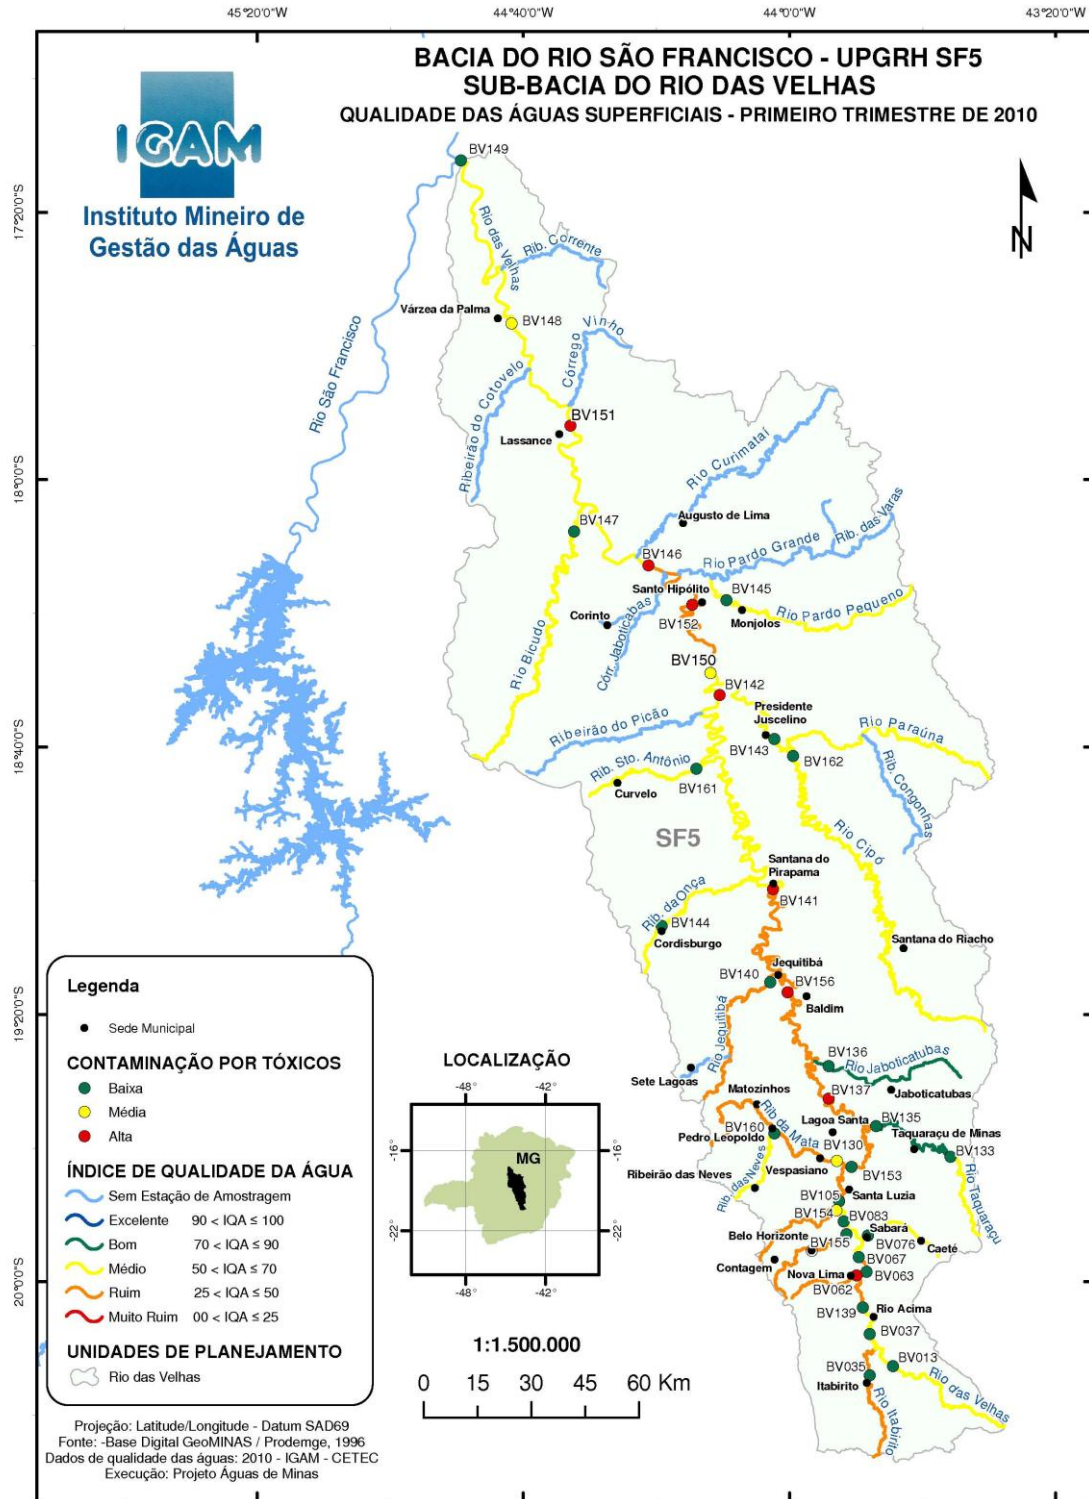 45°20'0"W 44°40'0"W 44°0'0"W 43°20'0"W
BACIA DO RIO SÃO FRANCISCO - UPGRH SF5
SUB-BACIA DO RIO DAS VELHAS
QUALIDADE DAS ÁGUAS SUPERFICIAIS - PRIMEIRO TRIMESTRE DE 2010
IGAM
Instituto Mineiro de
Gestão das Águas
N
17°20'0"S
18°0'0"S
18°40'0"S
19°20'0"S
20°0'0"S
BV149
Rio das Velhas
Rib. Corrente
Várzea da Palma
BV148
Córrego Vinho
Rio São Francisco
Ribeirão do Cotovelo
BV151
Lassance
Rio Curimataí
BV147
Augusto de Lima
Rib. das Varas
Rio Pardo Grande
BV146
Santo Hipólito
BV145
Rio Pardo Pequeno
Corinto
BV152
Monjolos
Córr. Jaboticabas
Rio Bicudo
BV150
BV142
Presidente
Juscelino
Ribeirão do Picão
BV143
Rio Paraúna
BV162
Rib. Sto. Antônio
BV161
Curvelo
Rib. Congonhas
SF5
Rio Cipó
Santana do
Pirapama
BV141
Rib. da Onça
BV144
Cordisburgo
Santana do Riacho
Jequitibá
BV140
BV156
Baldim
Rio Jequitibá
BV136
Rio Jaboticatubas
Sete Lagoas
Matozinhos
BV137
Jaboticatubas
Rib da Mata
Lagoa Santa
BV135
BV160
Pedro Leopoldo
BV130
Taquaraçu de Minas
BV133
Ribeirão das Neves
Vespasiano
BV153
Rib. das Neves
BV105
Santa Luzia
Rio Taquaraçu
BV154
BV083
Belo Horizonte
BV155
Sabará
BV076
Caeté
Contagem
BV067
Nova Lima
BV063
BV062
BV139
Rio Acima
BV037
BV035
BV013
Itabirito
Rio das Velhas
Rio Itabirito
Legenda
Sede Municipal
CONTAMINAÇÃO POR TÓXICOS
Baixa
Média
Alta
ÍNDICE DE QUALIDADE DA ÁGUA
Sem Estação de Amostragem
Excelente 90 < IQA ≤ 100
Bom 70 < IQA ≤ 90
Médio 50 < IQA ≤ 70
Ruim 25 < IQA ≤ 50
Muito Ruim 00 < IQA ≤ 25
UNIDADES DE PLANEJAMENTO
Rio das Velhas
LOCALIZAÇÃO
-48° -42°
-16° -16°
MG
-22° -22°
-48° -42°
1:1.500.000
0 15 30 45 60 Km
Projeção: Latitude/Longitude - Datum SAD69
Fonte: -Base Digital GeoMINAS / Prodemge, 1996
Dados de qualidade das águas: 2010 - IGAM - CETEC
Execução: Projeto Águas de Minas